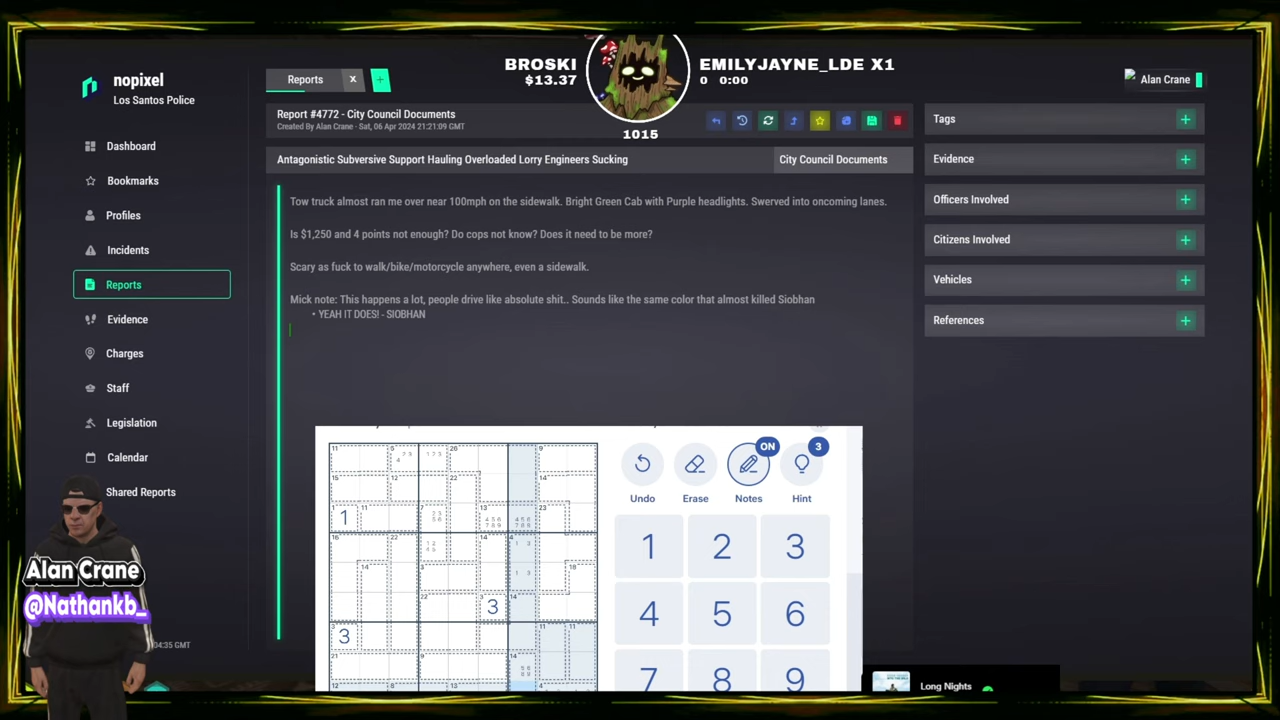 nopixel
Los Santos Police
Dashboard
Bookmarks
Profiles
Incidents
Reports
Evidence
Charges
Staff
Legislation
Calendar
Shared Reports
04:35 GMT
Alan Crane
@Nathankb_
Reports x +
BROSKI
$13.37
1015
EMILYJAYNE_LDE X1
0 0:00
Alan Crane
Report #4772 - City Council Documents
Created By Alan Crane - Sat, 06 Apr 2024 21:21:09 GMT
Antagonistic Subversive Support Hauling Overloaded Lorry Engineers Sucking
City Council Documents
Tow truck almost ran me over near 100mph on the sidewalk. Bright Green Cab with Purple headlights. Swerved into oncoming lanes.
Is $1,250 and 4 points not enough? Do cops not know? Does it need to be more?
Scary as fuck to walk/bike/motorcycle anywhere, even a sidewalk.
Mick note: This happens a lot, people drive like absolute shit.. Sounds like the same color that almost killed Siobhan
• YEAH IT DOES! - SIOBHAN
Tags +
Evidence +
Officers Involved +
Citizens Involved +
Vehicles +
References +
ON
3
Undo
Erase
Notes
Hint
1 2 3
4 5 6
7 8 9
1
3
3
Long Nights